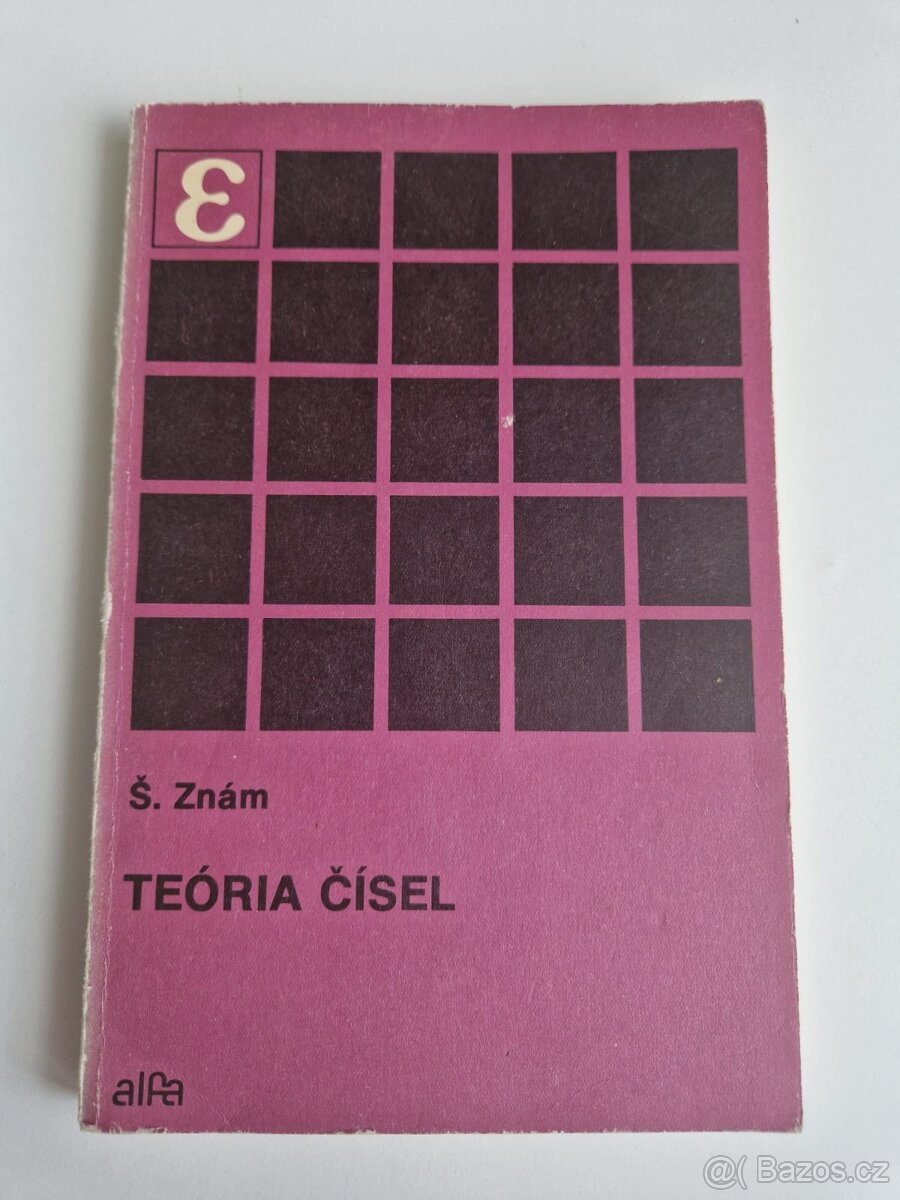 ε
Š. Znám
TEÓRIA ČÍSEL
alfa
@( Bazos.cz